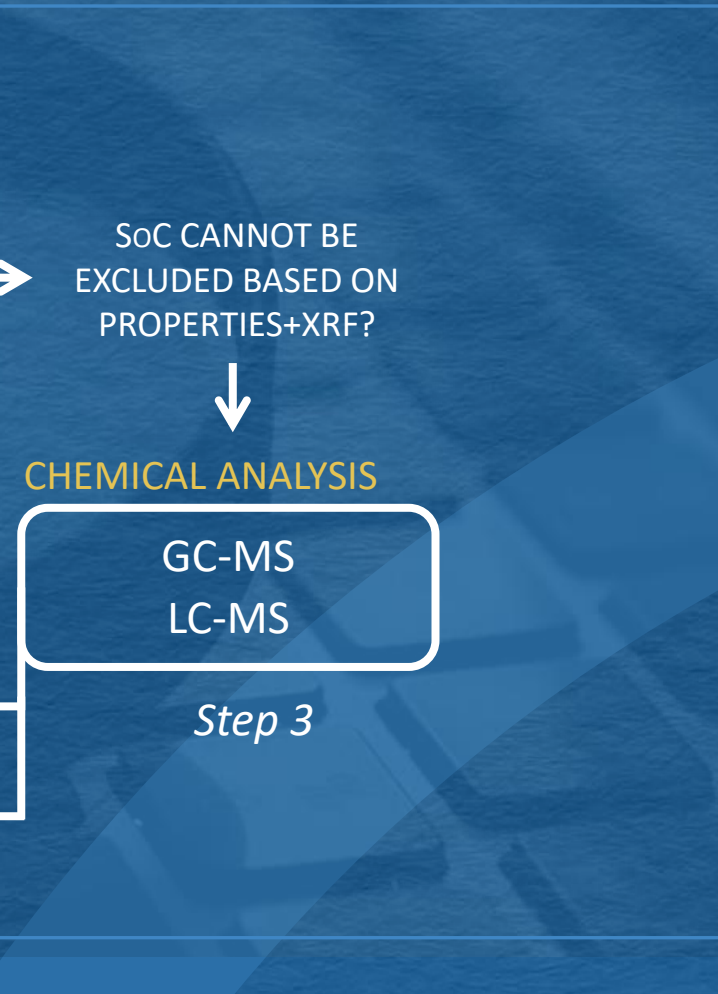 SoC CANNOT BE
EXCLUDED BASED ON
PROPERTIES+XRF?
CHEMICAL ANALYSIS
GC-MS
LC-MS
Step 3